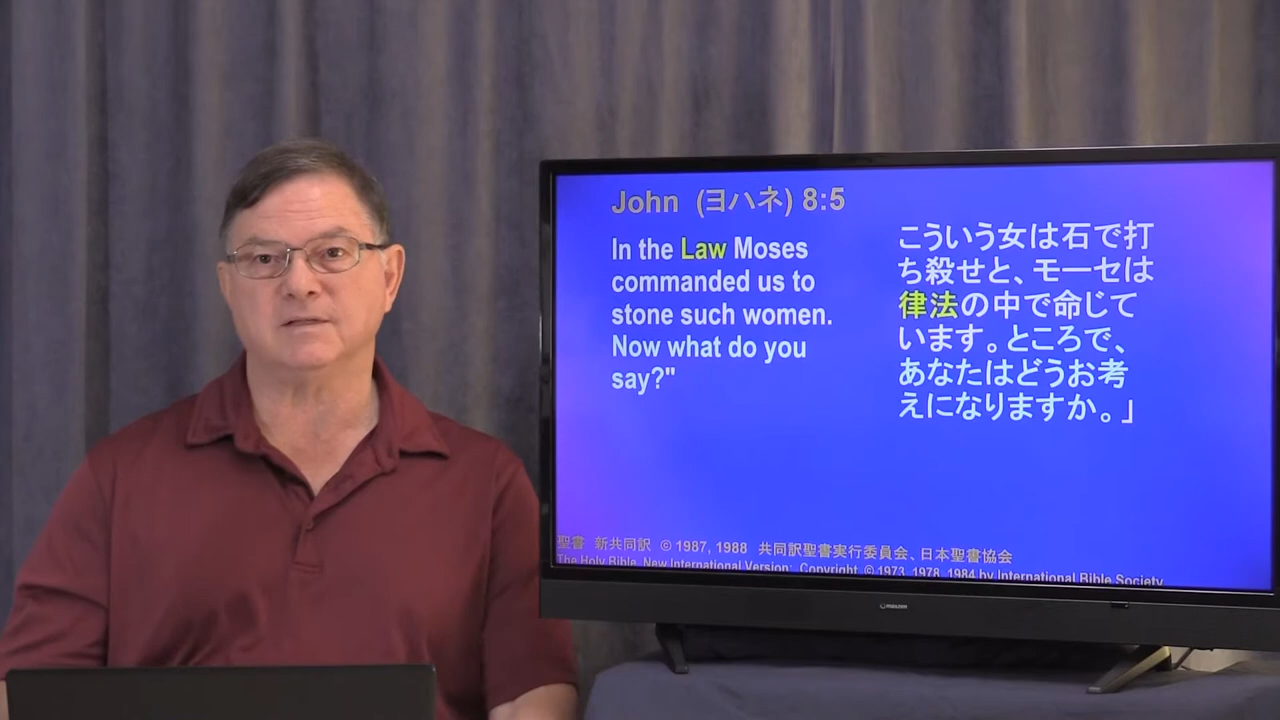 John (ヨハネ) 8:5
In the Law Moses
commanded us to
stone such women.
Now what do you
say?"
こういう女は石で打
ち殺せと、モーセは
律法の中で命じて
います。ところで、
あなたはどうお考
えになりますか。」
聖書 新共同訳 © 1987, 1988 共同訳聖書実行委員会、日本聖書協会
The Holy Bible, New International Version; Copyright © 1973, 1978, 1984 by International Bible Society